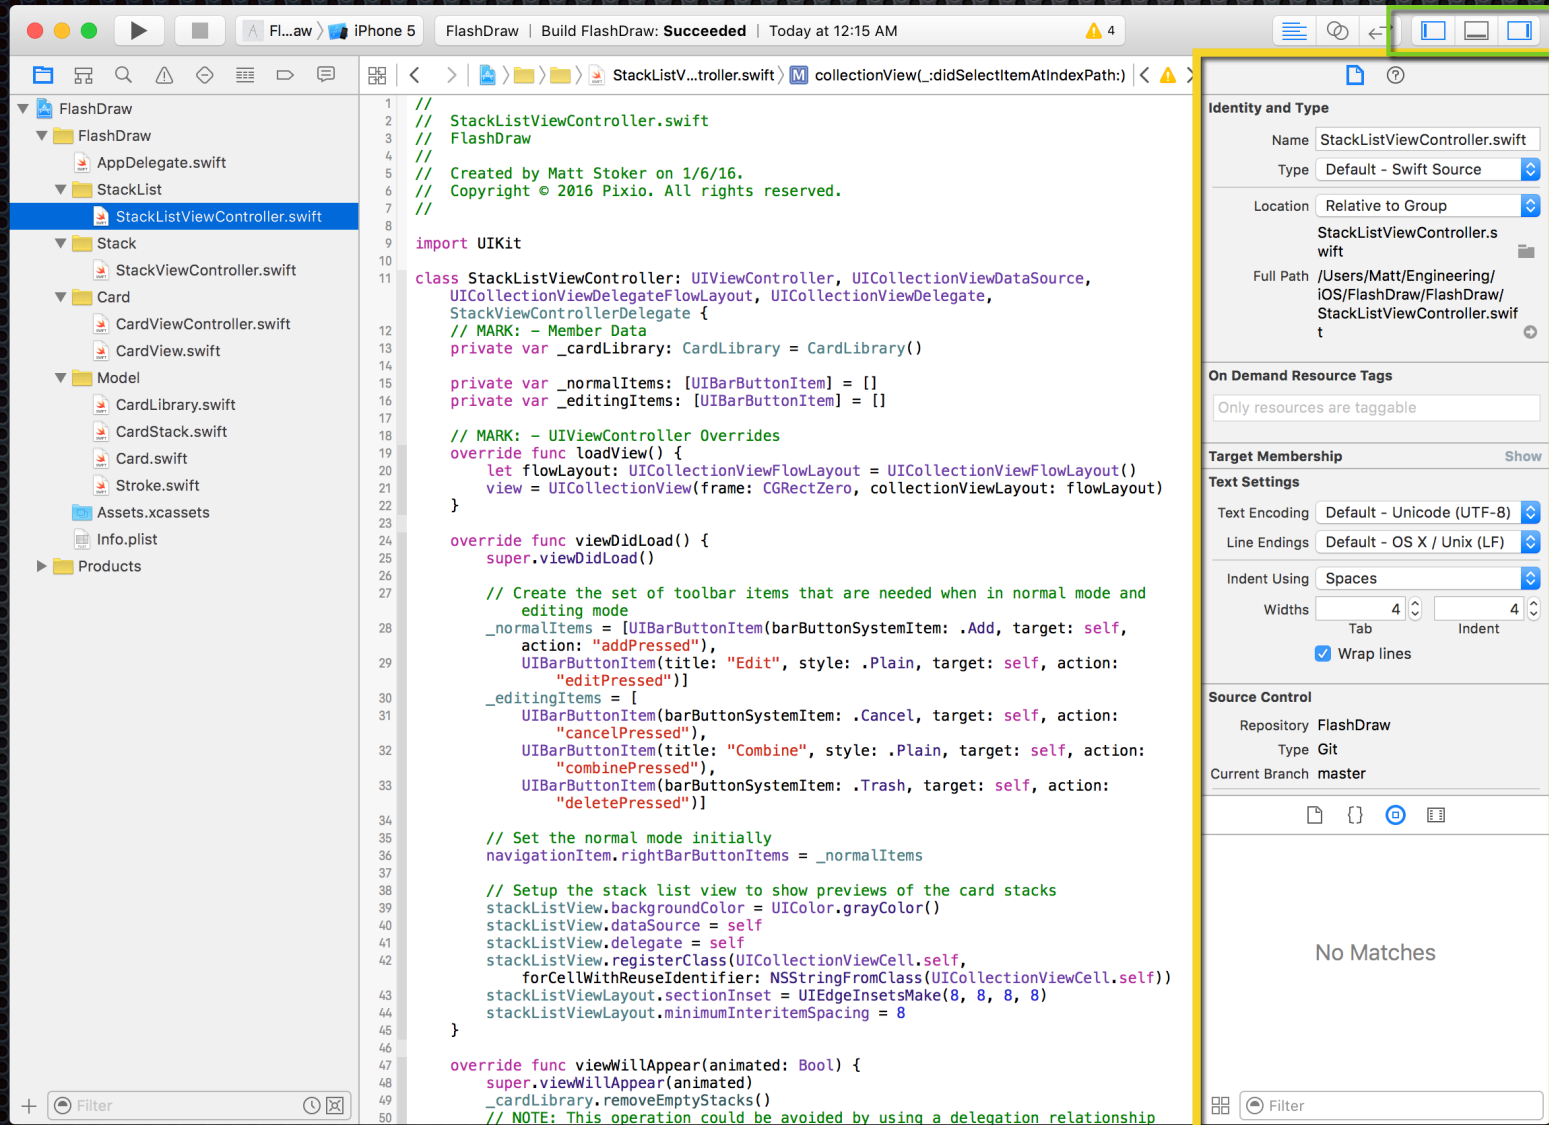 Fl...aw
iPhone 5
FlashDraw | Build FlashDraw: Succeeded | Today at 12:15 AM
4
StackListV...troller.swift
M
collectionView(_:didSelectItemAtIndexPath:)
FlashDraw
FlashDraw
AppDelegate.swift
StackList
StackListViewController.swift
Stack
StackViewController.swift
Card
CardViewController.swift
CardView.swift
Model
CardLibrary.swift
CardStack.swift
Card.swift
Stroke.swift
Assets.xcassets
Info.plist
Products
Filter
1 //
2 //  StackListViewController.swift
3 //  FlashDraw
4 //
5 //  Created by Matt Stoker on 1/6/16.
6 //  Copyright © 2016 Pixio. All rights reserved.
7 //
8
9 import UIKit
10
11 class StackListViewController: UIViewController, UICollectionViewDataSource,
UICollectionViewDelegateFlowLayout, UICollectionViewDelegate,
StackViewControllerDelegate {
12 // MARK: – Member Data
13 private var _cardLibrary: CardLibrary = CardLibrary()
14
15 private var _normalItems: [UIBarButtonItem] = []
16 private var _editingItems: [UIBarButtonItem] = []
17
18 // MARK: – UIViewController Overrides
19 override func loadView() {
20 let flowLayout: UICollectionViewFlowLayout = UICollectionViewFlowLayout()
21 view = UICollectionView(frame: CGRectZero, collectionViewLayout: flowLayout)
22 }
23
24 override func viewDidLoad() {
25 super.viewDidLoad()
26
27 // Create the set of toolbar items that are needed when in normal mode and
editing mode
28 _normalItems = [UIBarButtonItem(barButtonSystemItem: .Add, target: self,
action: "addPressed"),
29 UIBarButtonItem(title: "Edit", style: .Plain, target: self, action:
"editPressed")]
30 _editingItems = [
31 UIBarButtonItem(barButtonSystemItem: .Cancel, target: self, action:
"cancelPressed"),
32 UIBarButtonItem(title: "Combine", style: .Plain, target: self, action:
"combinePressed"),
33 UIBarButtonItem(barButtonSystemItem: .Trash, target: self, action:
"deletePressed")]
34
35 // Set the normal mode initially
36 navigationItem.rightBarButtonItems = _normalItems
37
38 // Setup the stack list view to show previews of the card stacks
39 stackListView.backgroundColor = UIColor.grayColor()
40 stackListView.dataSource = self
41 stackListView.delegate = self
42 stackListView.registerClass(UICollectionViewCell.self,
forCellWithReuseIdentifier: NSStringFromClass(UICollectionViewCell.self))
43 stackListViewLayout.sectionInset = UIEdgeInsetsMake(8, 8, 8, 8)
44 stackListViewLayout.minimumInteritemSpacing = 8
45 }
46
47 override func viewWillAppear(animated: Bool) {
48 super.viewWillAppear(animated)
49 _cardLibrary.removeEmptyStacks()
50 // NOTE: This operation could be avoided by using a delegation relationship
Identity and Type
Name StackListViewController.swift
Type Default - Swift Source
Location Relative to Group
StackListViewController.s
wift
Full Path /Users/Matt/Engineering/
iOS/FlashDraw/FlashDraw/
StackListViewController.swif
t
On Demand Resource Tags
Only resources are taggable
Target Membership Show
Text Settings
Text Encoding Default - Unicode (UTF-8)
Line Endings Default - OS X / Unix (LF)
Indent Using Spaces
Widths 4 4
Tab Indent
Wrap lines
Source Control
Repository FlashDraw
Type Git
Current Branch master
{}
No Matches
Filter